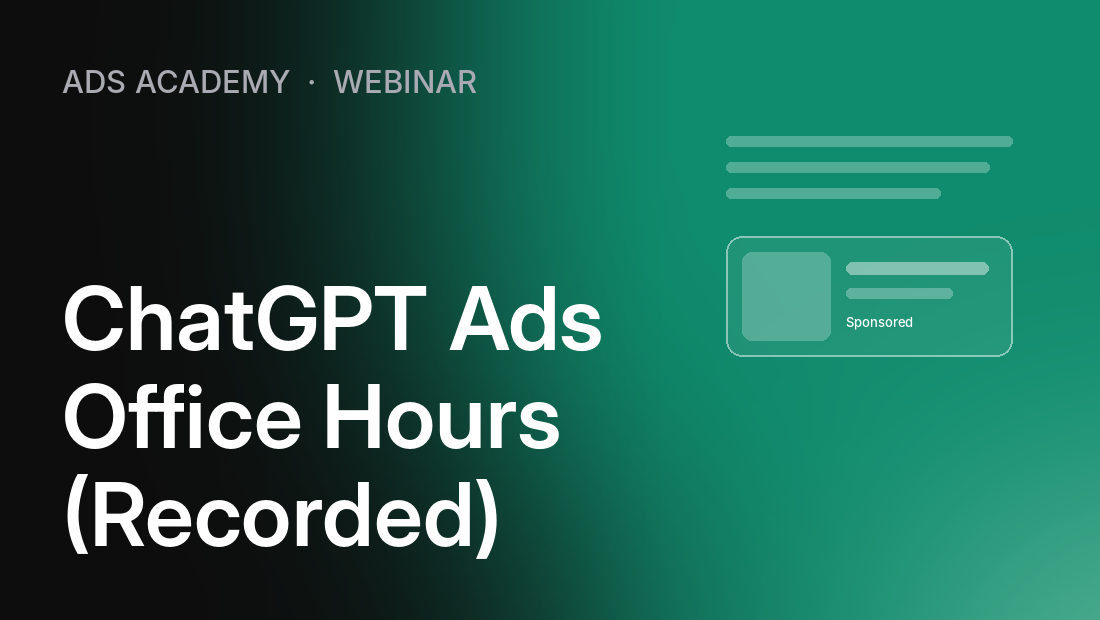 ADS ACADEMY · WEBINAR
ChatGPT Ads
Office Hours
(Recorded)
Sponsored